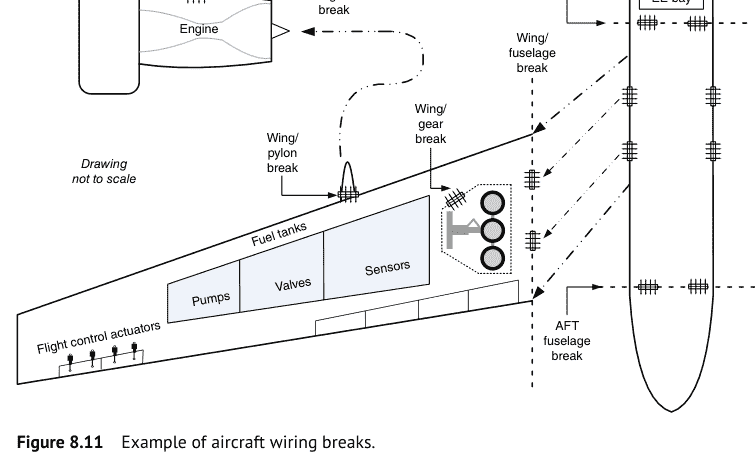 EE bay
break
Engine
Wing/
fuselage
break
Wing/
gear
break
Wing/
pylon
break
Drawing
not to scale
Fuel tanks
Sensors
Valves
Pumps
Flight control actuators
AFT
fuselage
break
Figure 8.11 Example of aircraft wiring breaks.